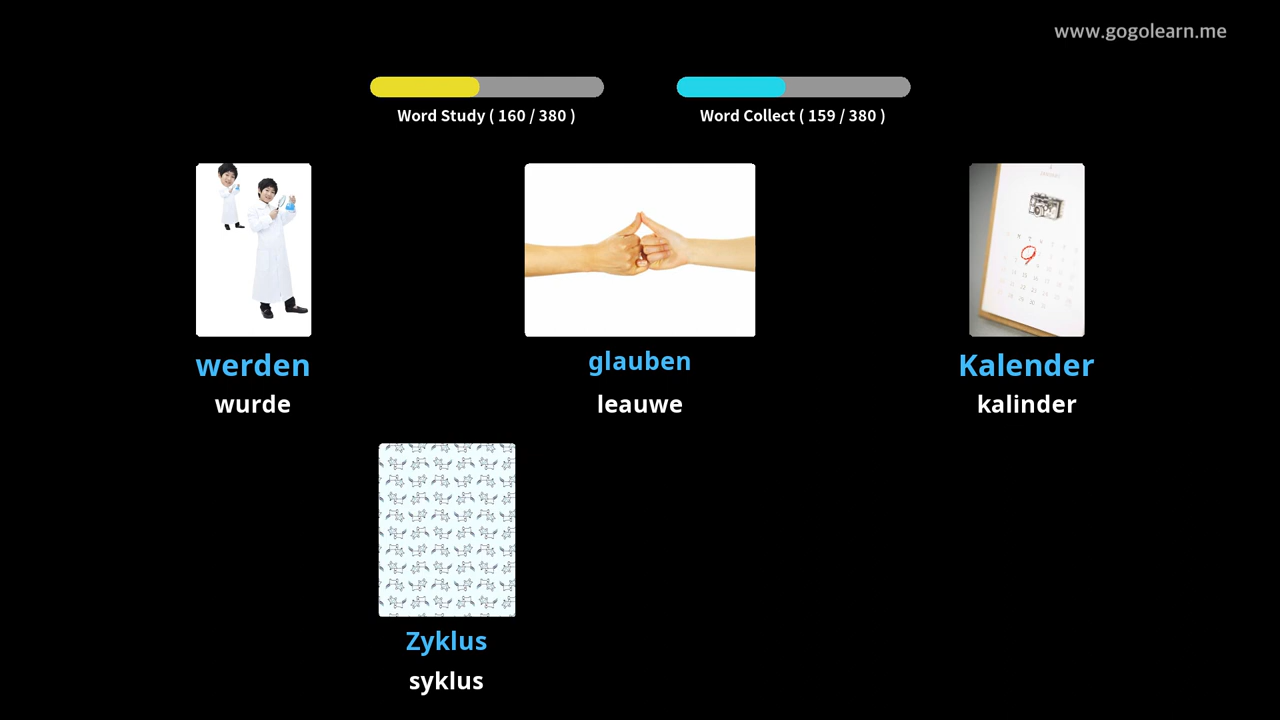 www.gogolearn.me
Word Study ( 160 / 380 )
Word Collect ( 159 / 380 )
werden
wurde
glauben
leauwe
Kalender
kalinder
Zyklus
syklus